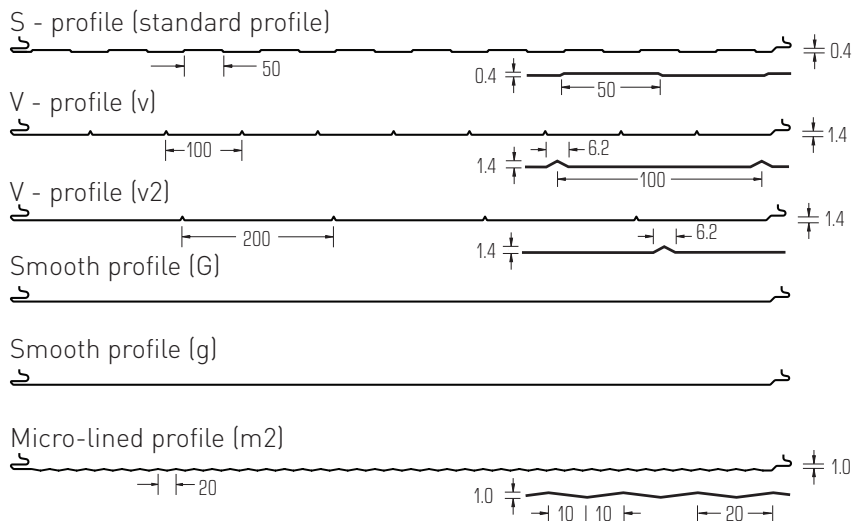 S - profile (standard profile)
50
0.4
0.4
50
V - profile (v)
100
6.2
1.4
1.4
100
V - profile (v2)
200
6.2
1.4
1.4
Smooth profile (G)
Smooth profile (g)
Micro-lined profile (m2)
20
1.0
1.0
10 10 20